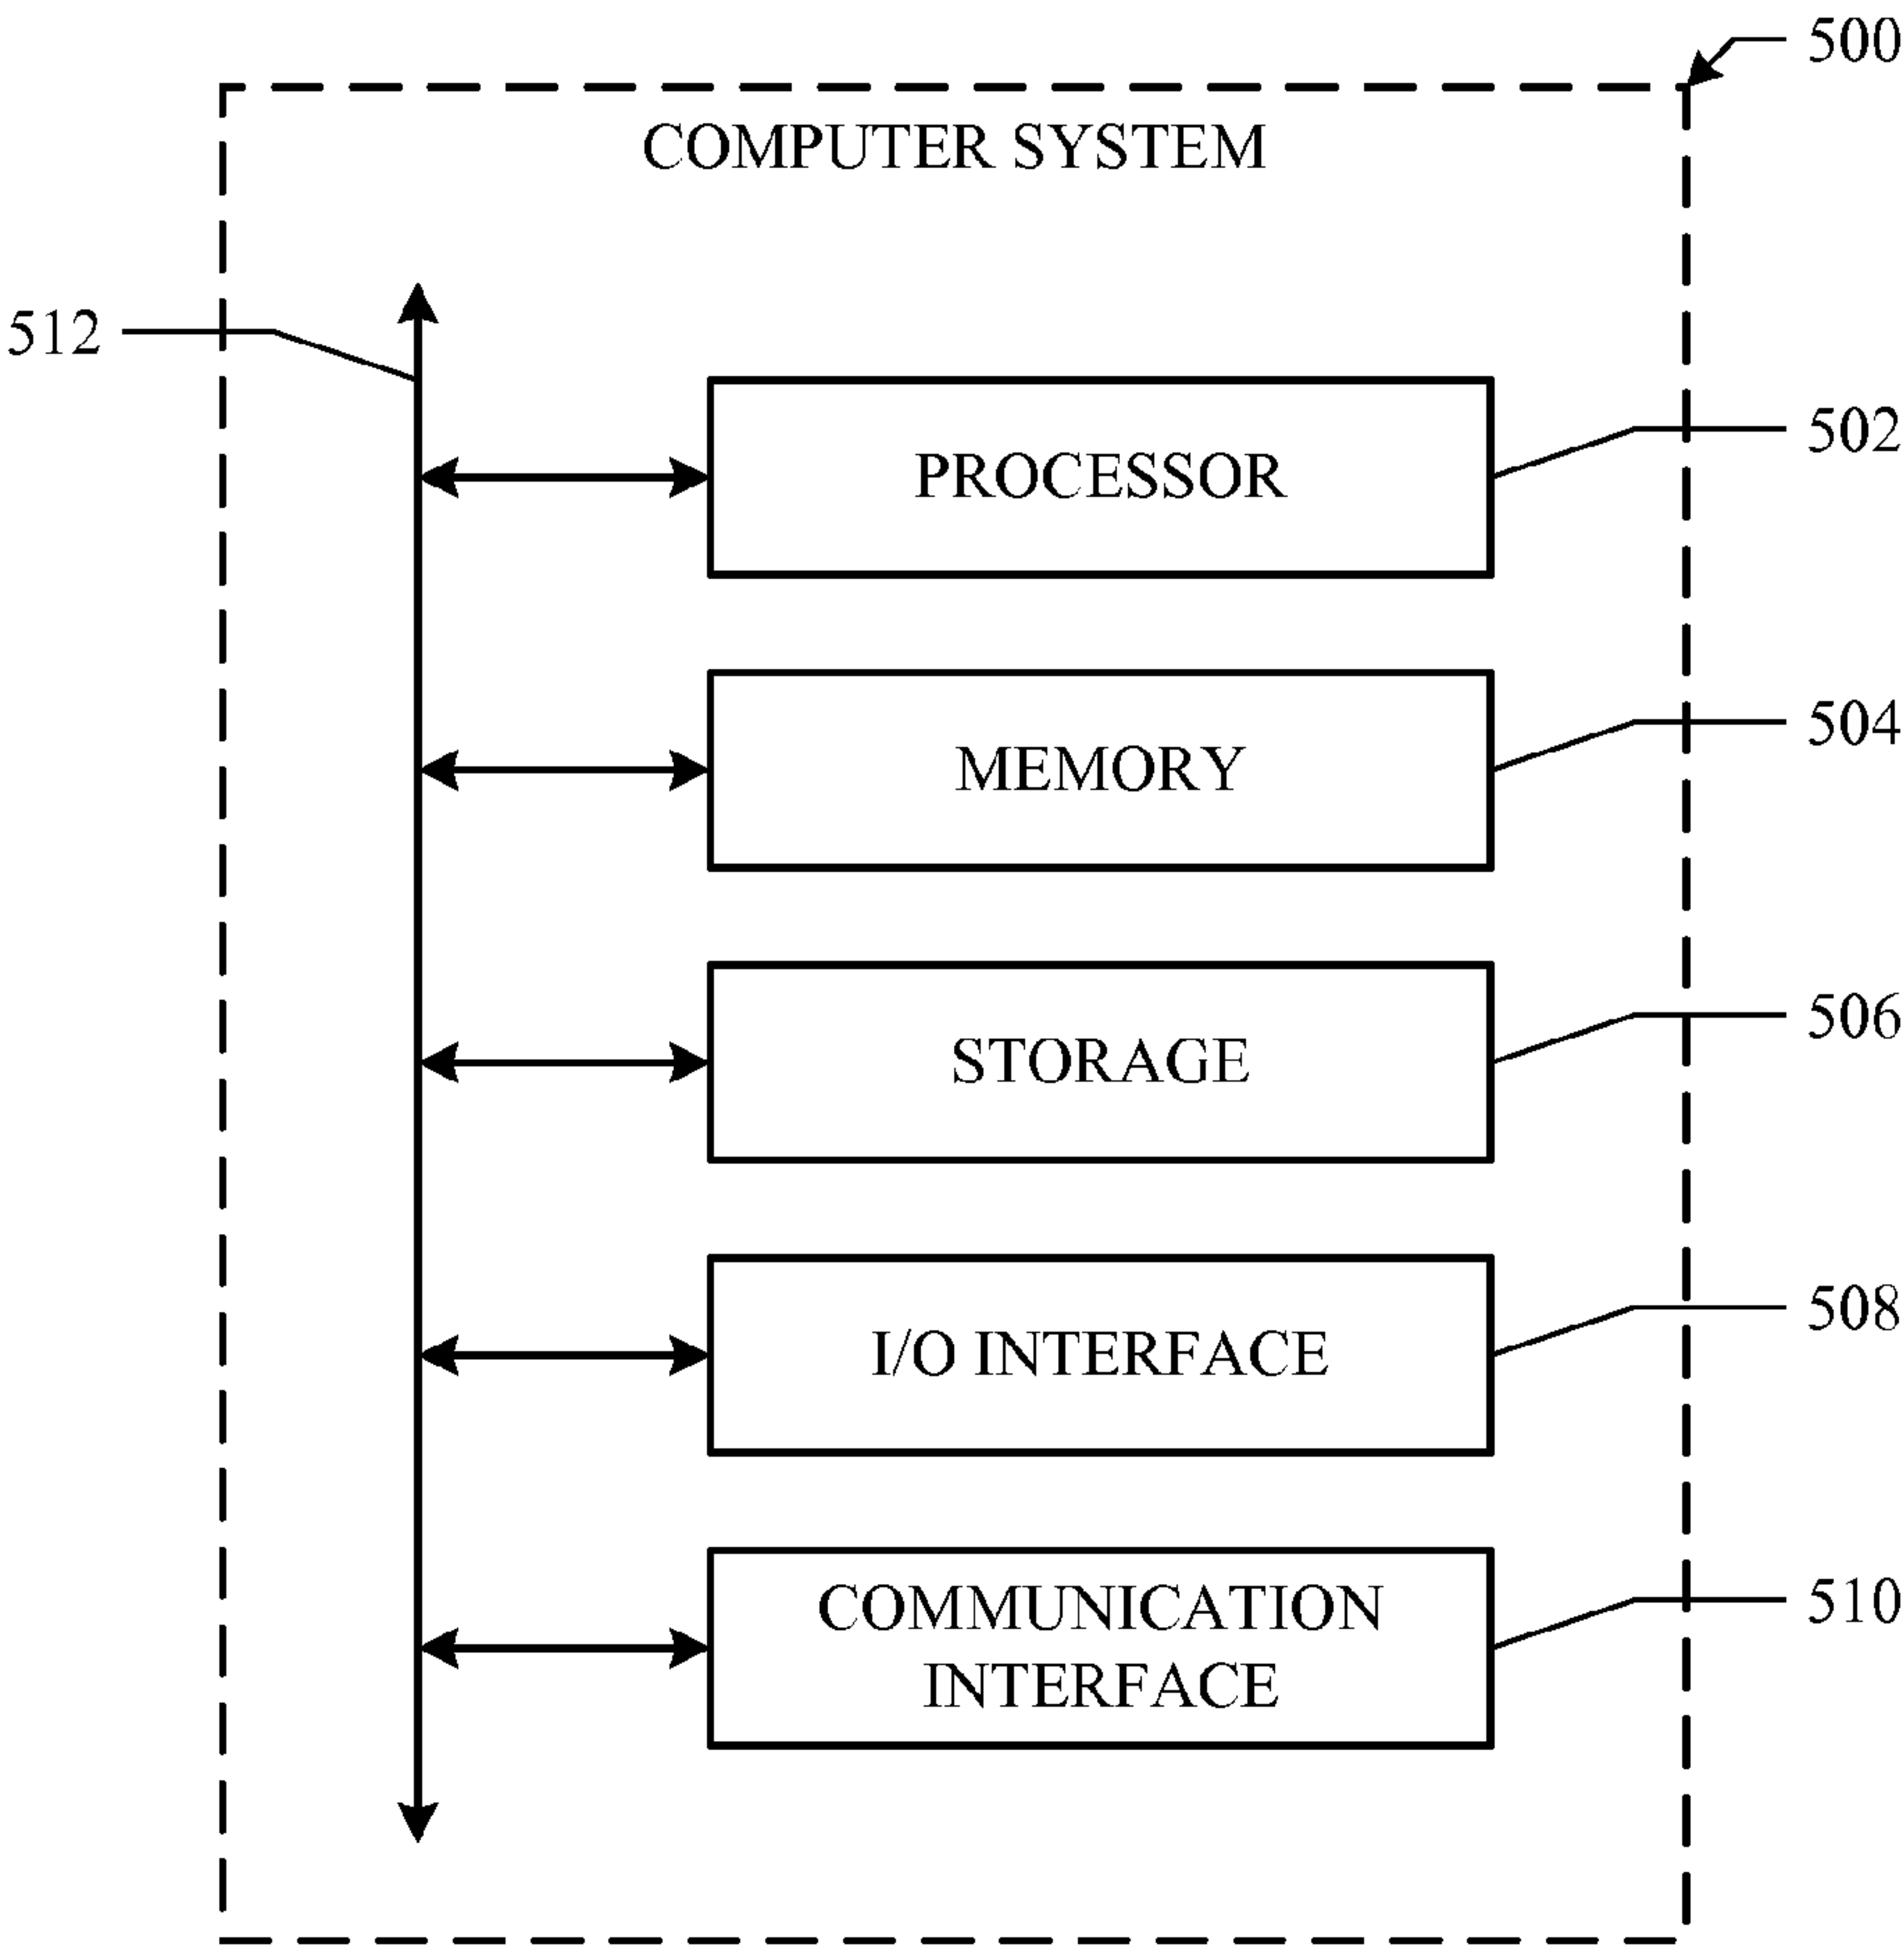 500
COMPUTER SYSTEM
512
PROCESSOR
502
MEMORY
504
STORAGE
506
I/O INTERFACE
508
COMMUNICATION
INTERFACE
510